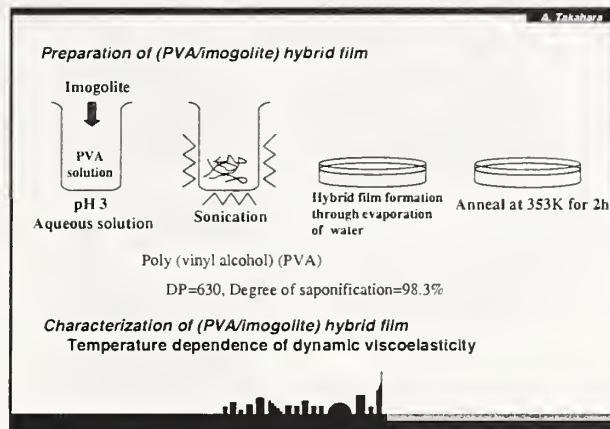 A. Takahara
Preparation of (PVA/imogolite) hybrid film
Imogolite
PVA
solution
pH 3
Aqueous solution
Sonication
Hybrid film formation
through evaporation
of water
Anneal at 353K for 2h
Poly (vinyl alcohol) (PVA)
DP=630, Degree of saponification=98.3%
Characterization of (PVA/imogolite) hybrid film
Temperature dependence of dynamic viscoelasticity